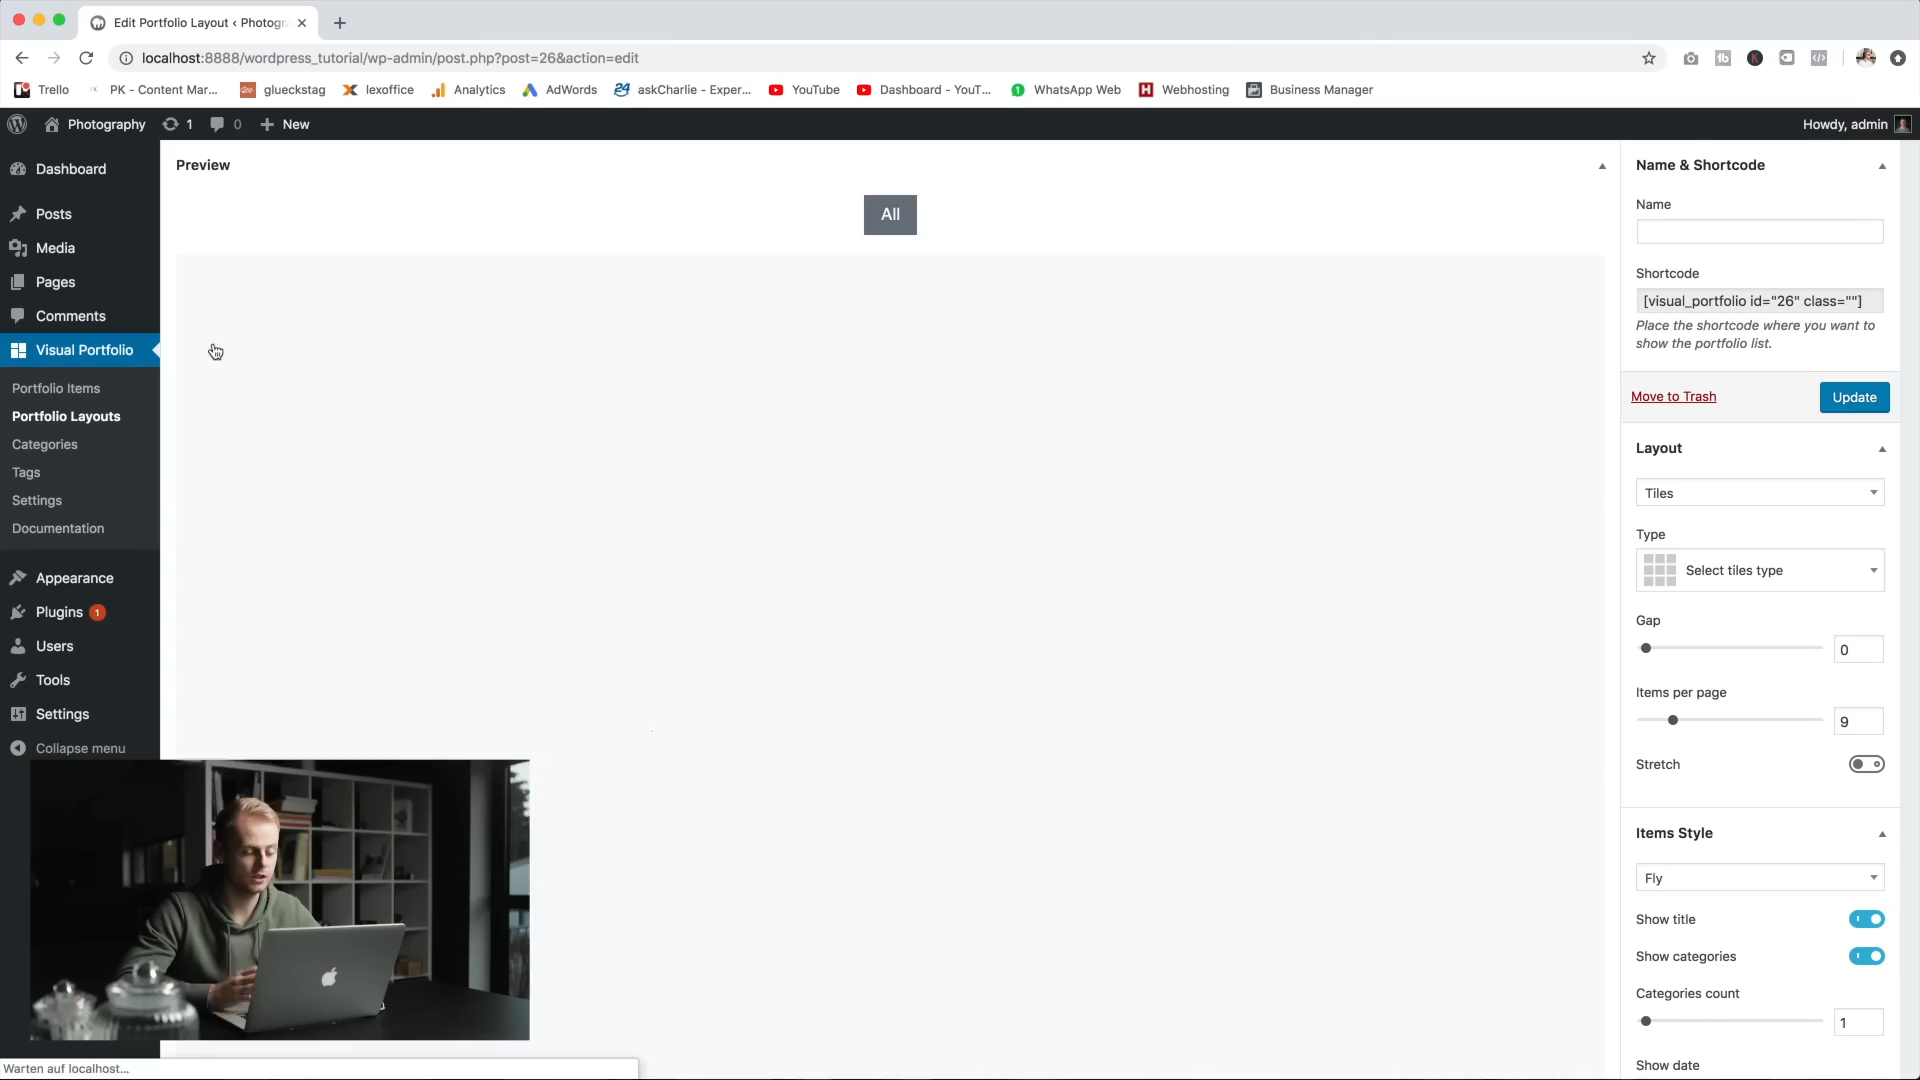 Edit Portfolio Layout ‹ Photogr
localhost:8888/wordpress_tutorial/wp-admin/post.php?post=26&action=edit
Trello
PK - Content Mar...
glueckstag
lexoffice
Analytics
AdWords
24
askCharlie - Exper...
YouTube
Dashboard - YouT...
WhatsApp Web
Webhosting
Business Manager
Photography
1
0
New
Howdy, admin
Dashboard
Posts
Media
Pages
Comments
Visual Portfolio
Portfolio Items
Portfolio Layouts
Categories
Tags
Settings
Documentation
Appearance
Plugins 1
Users
Tools
Settings
Collapse menu
Preview
All
Name & Shortcode
Name
Shortcode
[visual_portfolio id="26" class=""]
Place the shortcode where you want to
show the portfolio list.
Move to Trash
Update
Layout
Tiles
Type
Select tiles type
Gap
0
Items per page
9
Stretch
Items Style
Fly
Show title
Show categories
Categories count
1
Show date
Warten auf localhost...